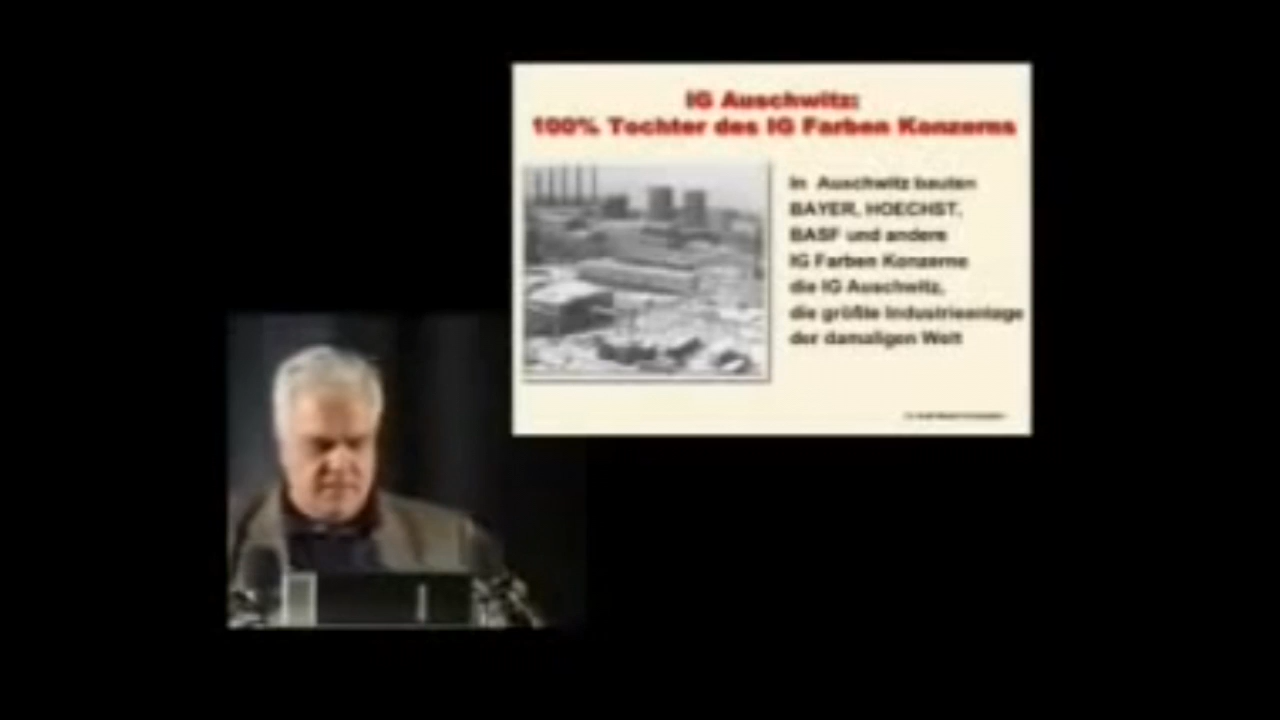 IG Auschwitz:
100% Tochter des IG Farben Konzerns
In Auschwitz bauten
BAYER, HOECHST,
BASF und andere
IG Farben Konzerne
die IG Auschwitz,
die größte Industrieanlage
der damaligen Welt